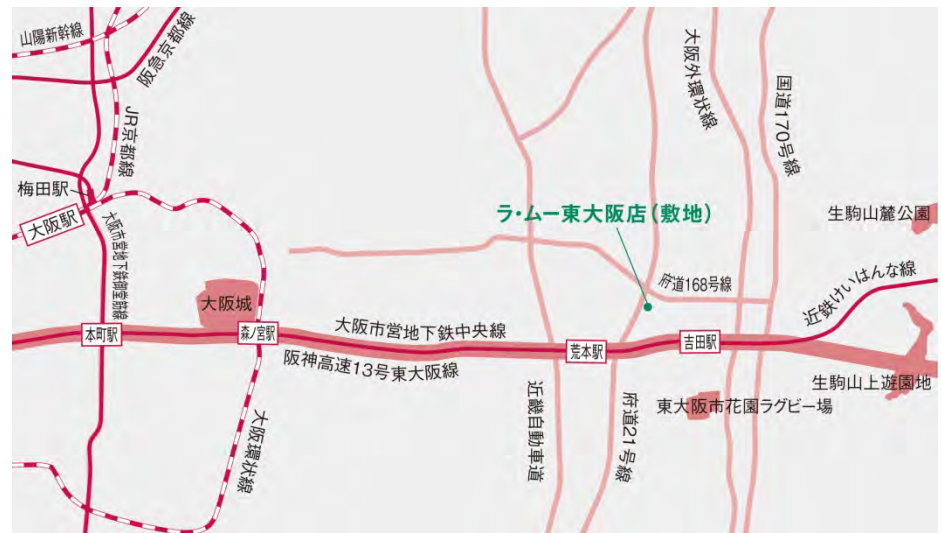 山陽新幹線
阪急京都線
JR京都線
梅田駅
大阪駅
大阪市営地下鉄御堂筋線
大阪城
本町駅
森ノ宮駅
大阪市営地下鉄中央線
阪神高速13号東大阪線
大阪環状線
大阪外環状線
国道170号線
ラ・ムー東大阪店(敷地)
府道168号線
生駒山麓公園
近鉄けいはんな線
荒本駅
吉田駅
近畿自動車道
府道21号線
東大阪市花園ラグビー場
生駒山上遊園地